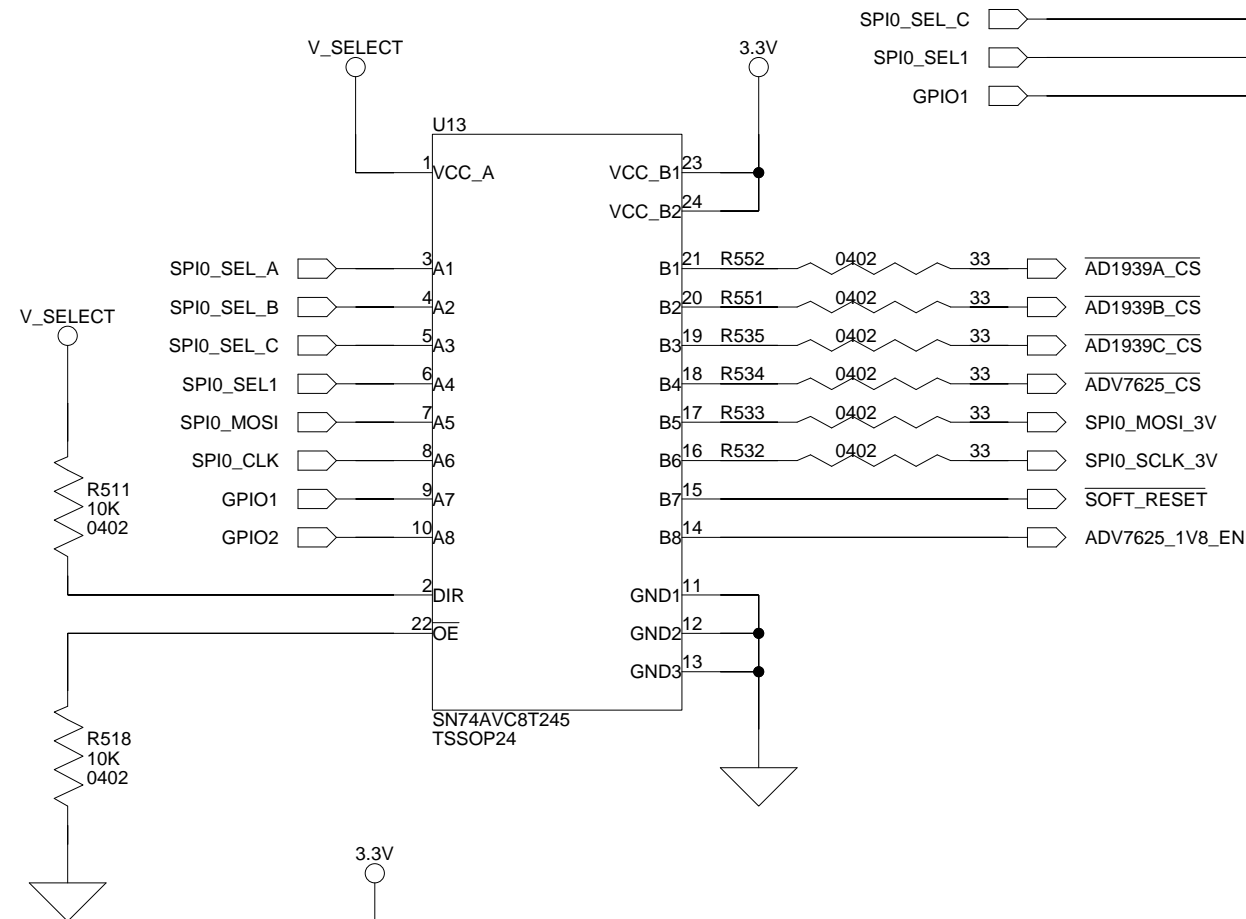 SPI0_SEL_C
V_SELECT
3.3V
SPI0_SEL1
GPIO1
U13
1 VCC_A VCC_B1 23
VCC_B2 24
SPI0_SEL_A 3 A1 B1 21 R552 0402 33 AD1939A_CS
SPI0_SEL_B 4 A2 B2 20 R551 0402 33 AD1939B_CS
V_SELECT
SPI0_SEL_C 5 A3 B3 19 R535 0402 33 AD1939C_CS
SPI0_SEL1 6 A4 B4 18 R534 0402 33 ADV7625_CS
SPI0_MOSI 7 A5 B5 17 R533 0402 33 SPI0_MOSI_3V
SPI0_CLK 8 A6 B6 16 R532 0402 33 SPI0_SCLK_3V
R511
10K
0402
GPIO1 9 A7 B7 15 SOFT_RESET
GPIO2 10 A8 B8 14 ADV7625_1V8_EN
2 DIR GND1 11
22 OE GND2 12
GND3 13
SN74AVC8T245
TSSOP24
R518
10K
0402
3.3V